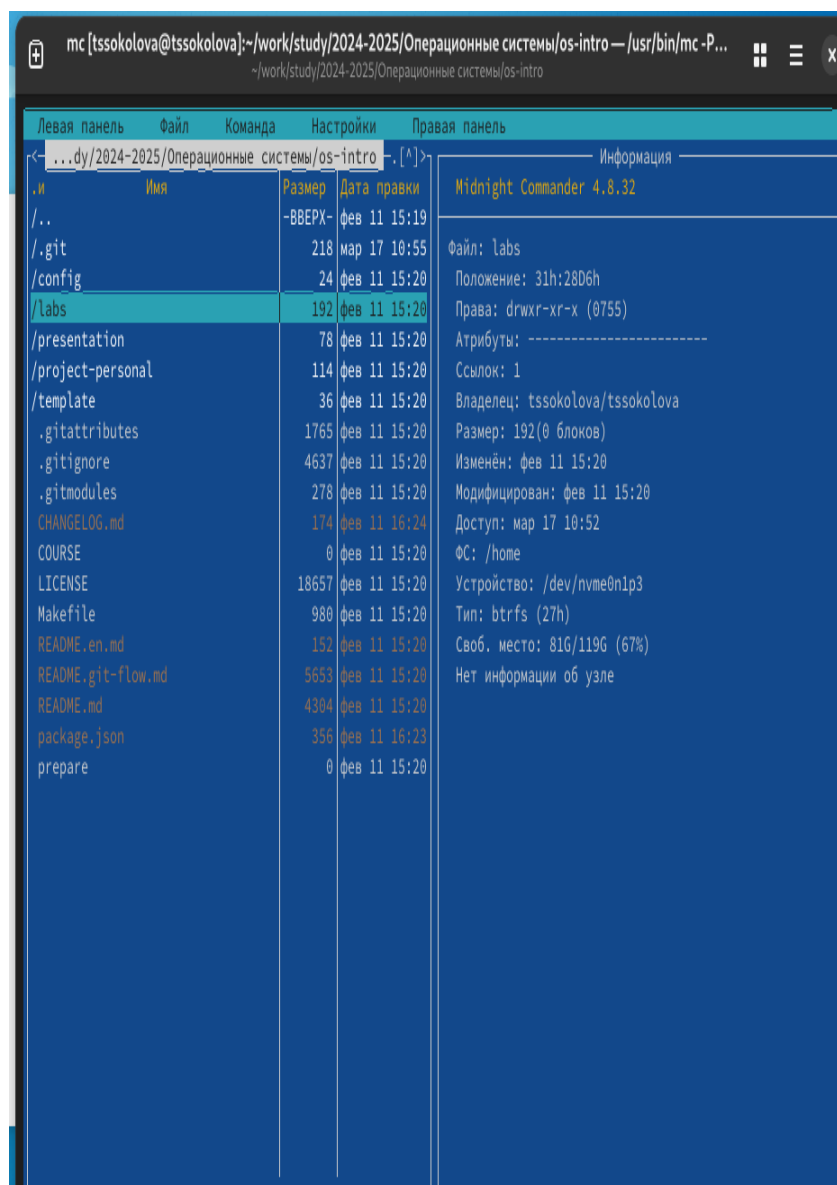 mc [tssokolova@tssokolova]:~/work/study/2024-2025/Операционные системы/os-intro — /usr/bin/mc -P...
~/work/study/2024-2025/Операционные системы/os-intro
Левая панель Файл Команда Настройки Правая панель
<- ...dy/2024-2025/Операционные системы/os-intro -.[^]>
Информация
.и Имя Размер Дата правки
Midnight Commander 4.8.32
/.. -ВВЕРХ- фев 11 15:19
/.git 218 мар 17 10:55
Файл: labs
/config 24 фев 11 15:20
Положение: 31h:28D6h
/labs 192 фев 11 15:20
Права: drwxr-xr-x (0755)
/presentation 78 фев 11 15:20
Атрибуты: -------------------------
/project-personal 114 фев 11 15:20
Ссылок: 1
/template 36 фев 11 15:20
Владелец: tssokolova/tssokolova
.gitattributes 1765 фев 11 15:20
Размер: 192(0 блоков)
.gitignore 4637 фев 11 15:20
Изменён: фев 11 15:20
.gitmodules 278 фев 11 15:20
Модифицирован: фев 11 15:20
CHANGELOG.md 174 фев 11 16:24
Доступ: мар 17 10:52
COURSE 0 фев 11 15:20
ФС: /home
LICENSE 18657 фев 11 15:20
Устройство: /dev/nvme0n1p3
Makefile 980 фев 11 15:20
Тип: btrfs (27h)
README.en.md 152 фев 11 15:20
Своб. место: 81G/119G (67%)
README.git-flow.md 5653 фев 11 15:20
Нет информации об узле
README.md 4304 фев 11 15:20
package.json 356 фев 11 16:23
prepare 0 фев 11 15:20